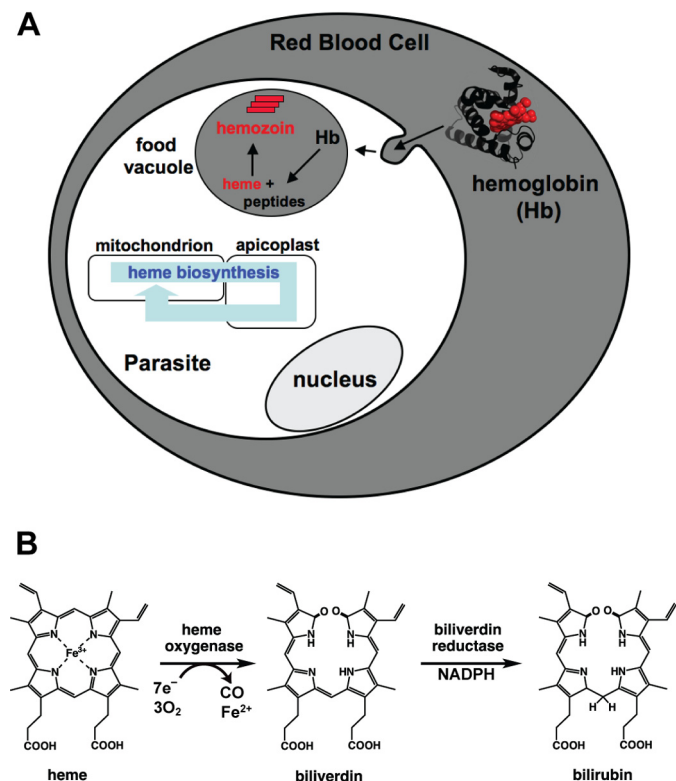 A
Red Blood Cell
hemozoin
food
vacuole
Hb
heme +
peptides
hemoglobin
(Hb)
mitochondrion
apicoplast
heme biosynthesis
Parasite
nucleus
B
Fe3+
N
N
N
N
COOH
COOH
heme
heme
oxygenase
7e−
3O2
CO
Fe2+
O
O
N
H
N
H
N
HN
COOH
COOH
biliverdin
biliverdin
reductase
NADPH
O
O
N
H
N
H
N
HN
H
H
COOH
COOH
bilirubin